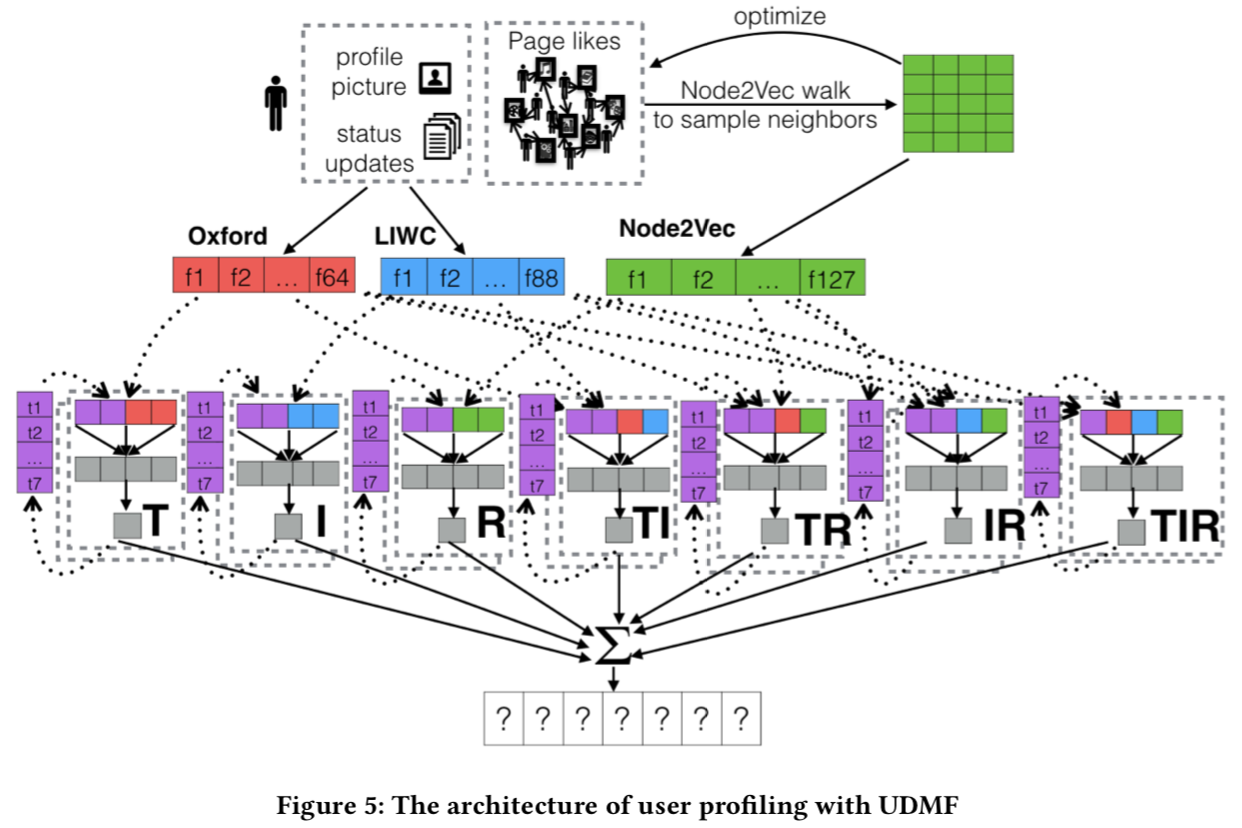 optimize
profile
picture
status
updates
Page likes
Node2Vec walk
to sample neighbors
Oxford
LIWC
Node2Vec
f1 f2 ... f64
f1 f2 ... f88
f1 f2 ... f127
t1
t2
...
t7
T
t1
t2
...
t7
I
t1
t2
...
t7
R
t1
t2
...
t7
TI
t1
t2
...
t7
TR
t1
t2
...
t7
IR
t1
t2
...
t7
TIR
Σ
? ? ? ? ? ? ?
Figure 5: The architecture of user profiling with UDMF